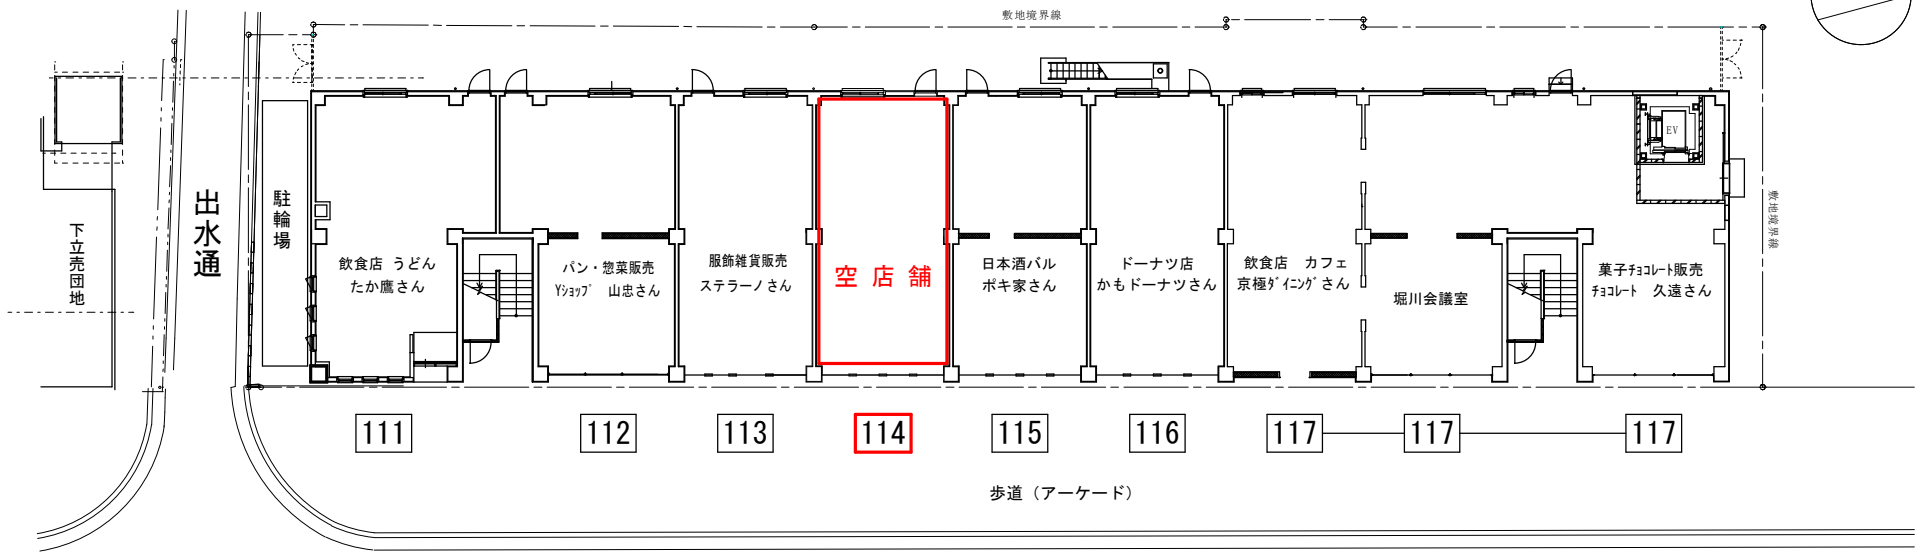 敷地境界線
敷地境界線
下立売団地
出水通
駐輪場
飲食店 うどん
たか鷹さん
パン・惣菜販売
Yｼｮｯﾌﾟ 山忠さん
服飾雑貨販売
ステラーノさん
空店舗
日本酒バル
ポキ家さん
ドーナツ店
かもドーナツさん
飲食店 カフェ
京極ﾀﾞｲﾆﾝｸﾞさん
堀川会議室
EV
菓子ﾁｮｺﾚｰﾄ販売
ﾁｮｺﾚｰﾄ 久遠さん
111
112
113
114
115
116
117
117
117
歩道（アーケード）